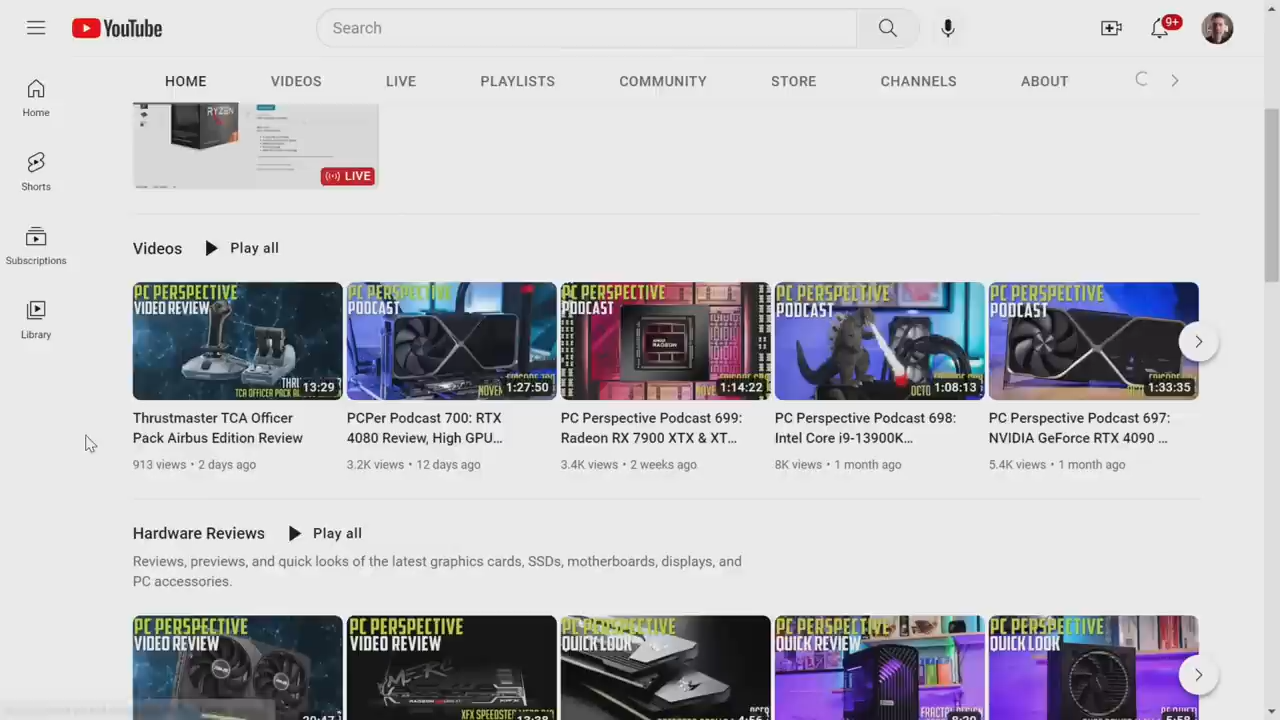 YouTube
Search
9+
HOME VIDEOS LIVE PLAYLISTS COMMUNITY STORE CHANNELS ABOUT
Home
Shorts
Subscriptions
Library
RYZEN
LIVE
Videos Play all
PC PERSPECTIVE
VIDEO REVIEW
TCA OFFICER PACK
13:29
PC PERSPECTIVE
PODCAST
1:27:50
PC PERSPECTIVE
PODCAST
AMD
RADEON
1:14:22
PC PERSPECTIVE
PODCAST
1:08:13
PC PERSPECTIVE
PODCAST
1:33:35
Thrustmaster TCA Officer
Pack Airbus Edition Review
913 views • 2 days ago
PCPer Podcast 700: RTX
4080 Review, High GPU...
3.2K views • 12 days ago
PC Perspective Podcast 699:
Radeon RX 7900 XTX & XT...
3.4K views • 2 weeks ago
PC Perspective Podcast 698:
Intel Core i9-13900K...
8K views • 1 month ago
PC Perspective Podcast 697:
NVIDIA GeForce RTX 4090 ...
5.4K views • 1 month ago
Hardware Reviews Play all
Reviews, previews, and quick looks of the latest graphics cards, SSDs, motherboards, displays, and
PC accessories.
PC PERSPECTIVE
VIDEO REVIEW
PC PERSPECTIVE
VIDEO REVIEW
XFX SPEEDSTER
PC PERSPECTIVE
QUICK LOOK
PC PERSPECTIVE
QUICK REVIEW
PC PERSPECTIVE
QUICK LOOK